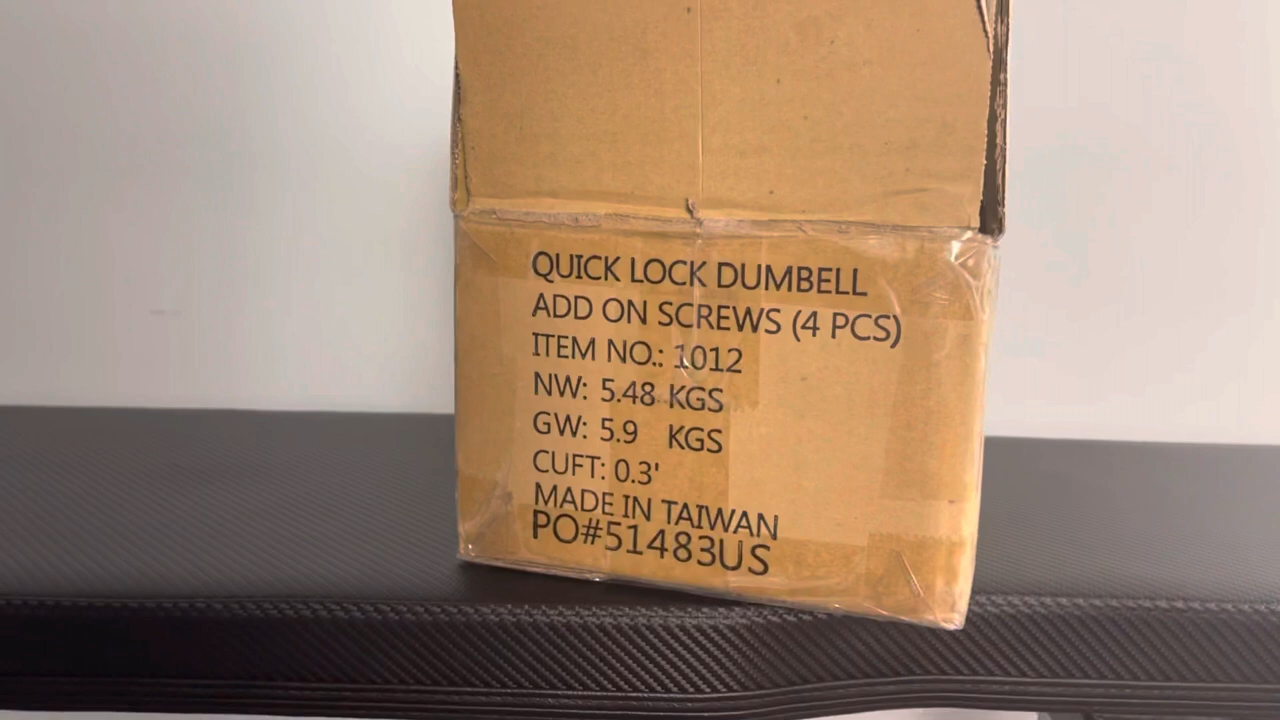 QUICK LOCK DUMBELL
ADD ON SCREWS (4 PCS)
ITEM NO.: 1012
NW: 5.48 KGS
GW: 5.9 KGS
CUFT: 0.3'
MADE IN TAIWAN
PO#51483US